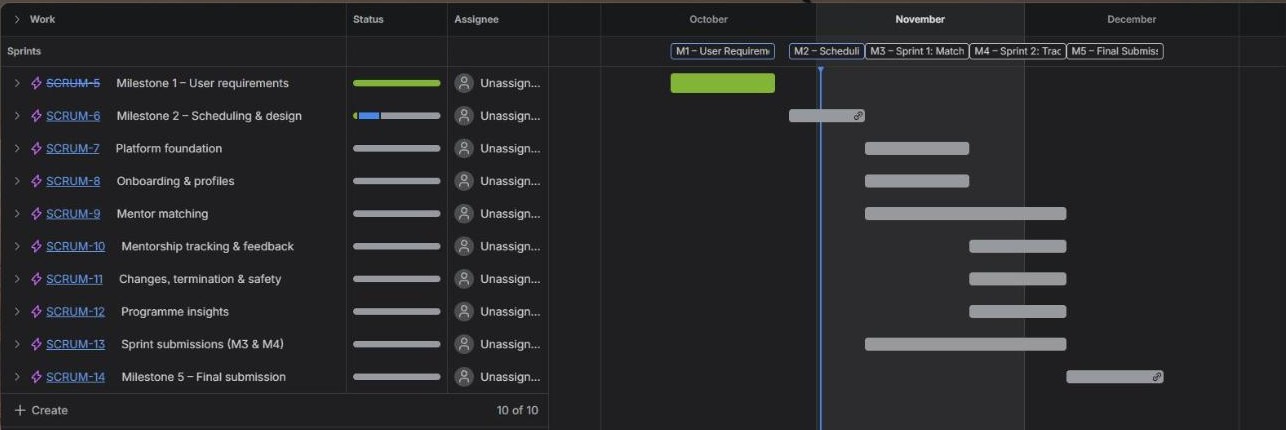 Work Status Assignee October November December
Sprints M1 – User Requirem M2 – Scheduli M3 – Sprint 1: Match M4 – Sprint 2: Trac M5 – Final Submiss
SCRUM-5 Milestone 1 – User requirements Unassign...
SCRUM-6 Milestone 2 – Scheduling & design Unassign...
SCRUM-7 Platform foundation Unassign...
SCRUM-8 Onboarding & profiles Unassign...
SCRUM-9 Mentor matching Unassign...
SCRUM-10 Mentorship tracking & feedback Unassign...
SCRUM-11 Changes, termination & safety Unassign...
SCRUM-12 Programme insights Unassign...
SCRUM-13 Sprint submissions (M3 & M4) Unassign...
SCRUM-14 Milestone 5 – Final submission Unassign...
+ Create 10 of 10